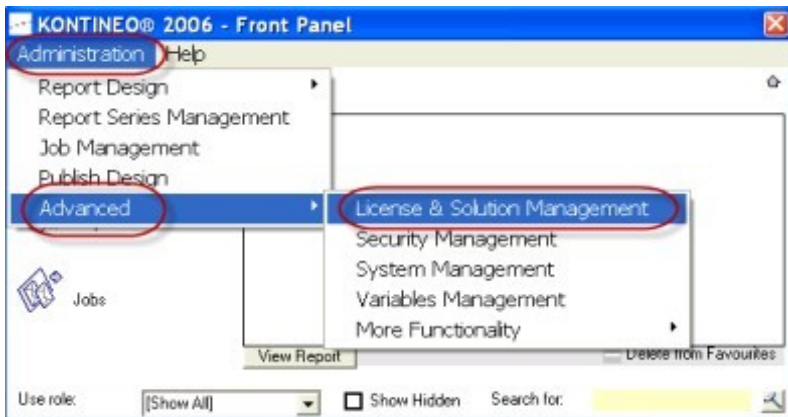 KONTINEO® 2006 - Front Panel
Administration Help
Report Design
Report Series Management
Job Management
Publish Design
Advanced
License & Solution Management
Security Management
System Management
Variables Management
More Functionality
Jobs
View Report
Delete from Favourites
Use role: [Show All] Show Hidden Search for: